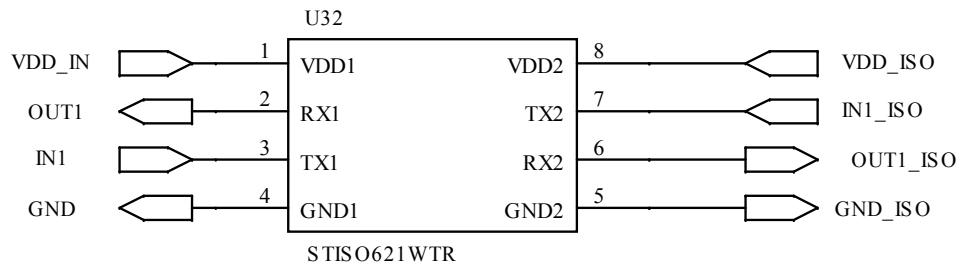 U32
VDD_IN 1 VDD1 VDD2 8 VDD_ISO
OUT1 2 RX1 TX2 7 IN1_ISO
IN1 3 TX1 RX2 6 OUT1_ISO
GND 4 GND1 GND2 5 GND_ISO
STISO621WTR